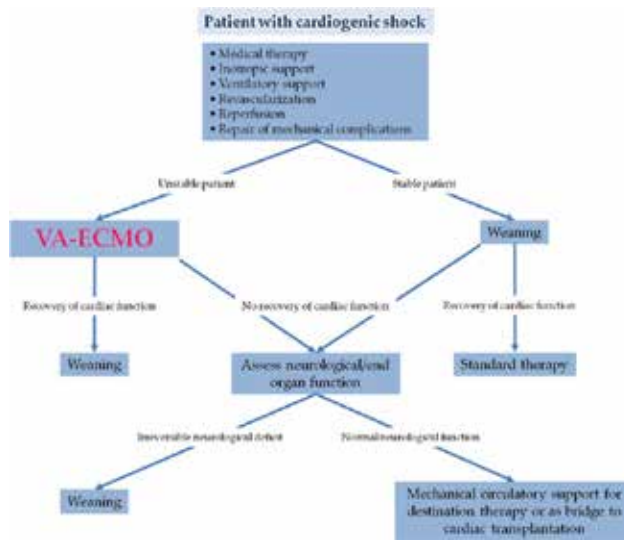 Patient with cardiogenic shock
• Medical therapy
• Inotropic support
• Ventilatory support
• Revascularization
• Reperfusion
• Repair of mechanical complications
Unstable patient
Stable patient
VA-ECMO
Weaning
Recovery of cardiac function
No recovery of cardiac function
Recovery of cardiac function
Weaning
Assess neurological/end
organ function
Standard therapy
Irreversible neurological deficit
Normal neurological function
Weaning
Mechanical circulatory support for
destination therapy or as bridge to
cardiac transplantation